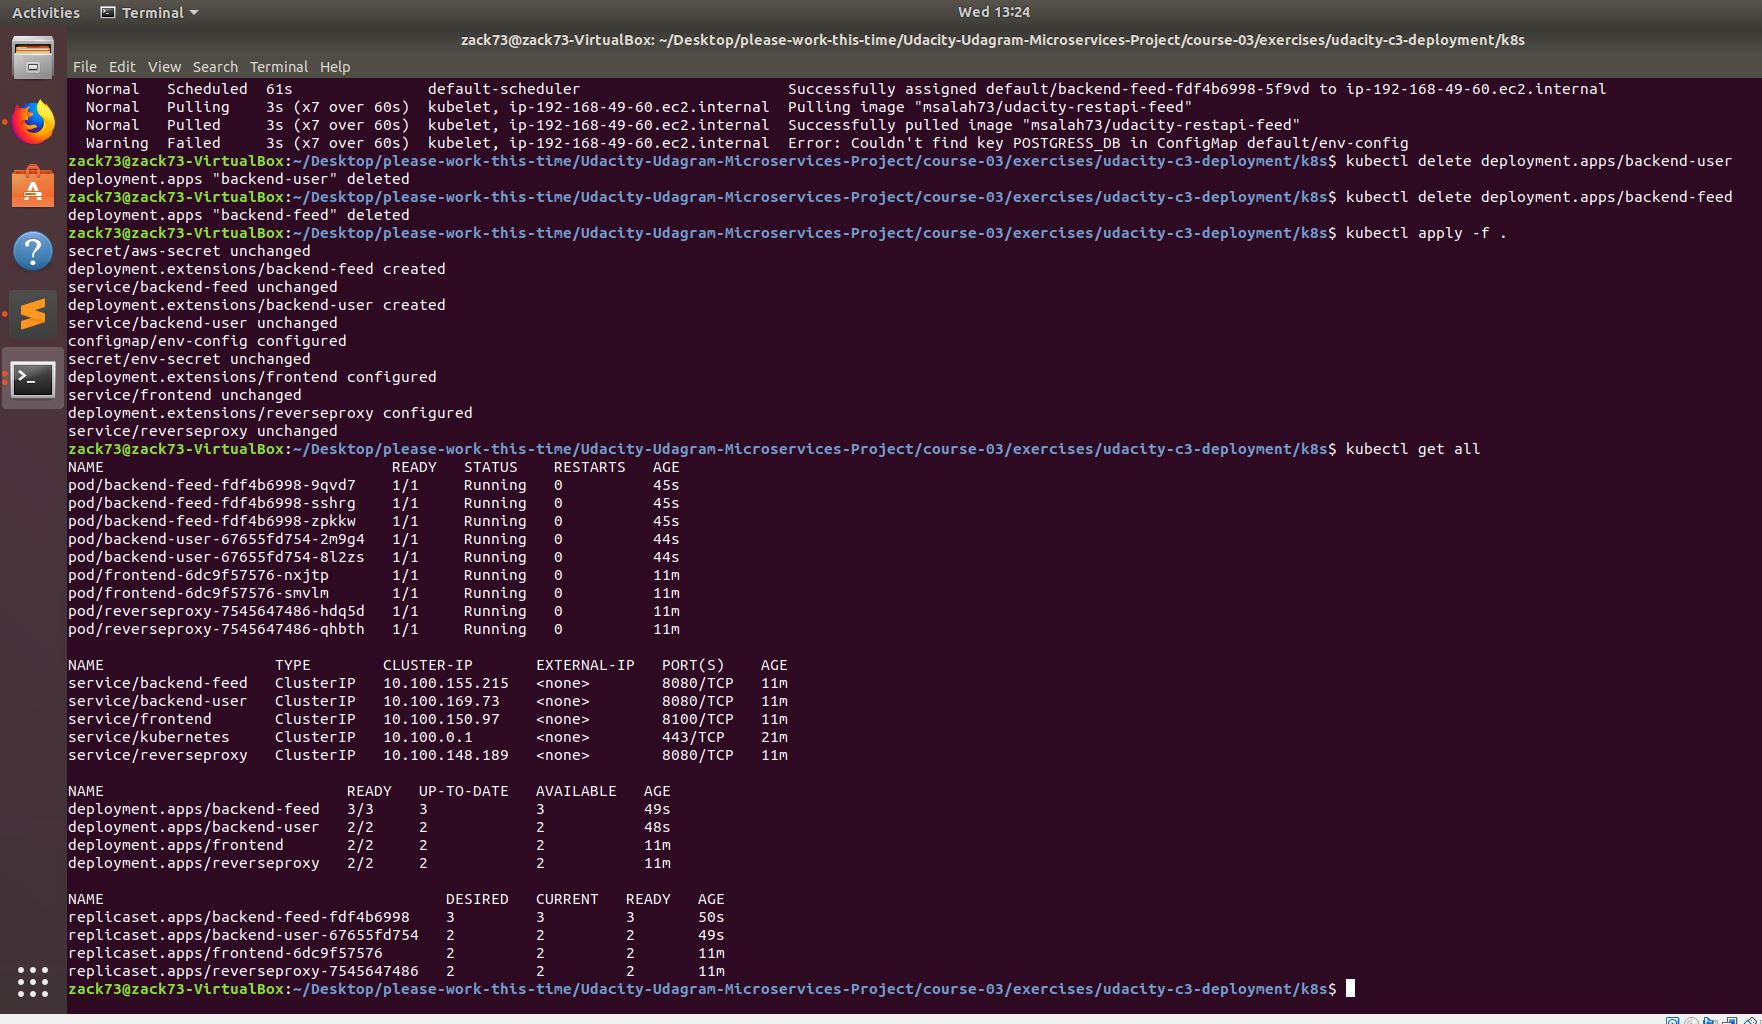 Activities Terminal Wed 13:24
zack73@zack73-VirtualBox: ~/Desktop/please-work-this-time/Udacity-Udagram-Microservices-Project/course-03/exercises/udacity-c3-deployment/k8s
File Edit View Search Terminal Help
Normal Scheduled 61s default-scheduler Successfully assigned default/backend-feed-fdf4b6998-5f9vd to ip-192-168-49-60.ec2.internal
Normal Pulling 3s (x7 over 60s) kubelet, ip-192-168-49-60.ec2.internal Pulling image "msalah73/udacity-restapi-feed"
Normal Pulled 3s (x7 over 60s) kubelet, ip-192-168-49-60.ec2.internal Successfully pulled image "msalah73/udacity-restapi-feed"
Warning Failed 3s (x7 over 60s) kubelet, ip-192-168-49-60.ec2.internal Error: Couldn't find key POSTGRESS_DB in ConfigMap default/env-config
zack73@zack73-VirtualBox:~/Desktop/please-work-this-time/Udacity-Udagram-Microservices-Project/course-03/exercises/udacity-c3-deployment/k8s$ kubectl delete deployment.apps/backend-user
deployment.apps "backend-user" deleted
zack73@zack73-VirtualBox:~/Desktop/please-work-this-time/Udacity-Udagram-Microservices-Project/course-03/exercises/udacity-c3-deployment/k8s$ kubectl delete deployment.apps/backend-feed
deployment.apps "backend-feed" deleted
zack73@zack73-VirtualBox:~/Desktop/please-work-this-time/Udacity-Udagram-Microservices-Project/course-03/exercises/udacity-c3-deployment/k8s$ kubectl apply -f .
secret/aws-secret unchanged
deployment.extensions/backend-feed created
service/backend-feed unchanged
deployment.extensions/backend-user created
service/backend-user unchanged
configmap/env-config configured
secret/env-secret unchanged
deployment.extensions/frontend configured
service/frontend unchanged
deployment.extensions/reverseproxy configured
service/reverseproxy unchanged
zack73@zack73-VirtualBox:~/Desktop/please-work-this-time/Udacity-Udagram-Microservices-Project/course-03/exercises/udacity-c3-deployment/k8s$ kubectl get all
NAME READY STATUS RESTARTS AGE
pod/backend-feed-fdf4b6998-9qvd7 1/1 Running 0 45s
pod/backend-feed-fdf4b6998-sshrg 1/1 Running 0 45s
pod/backend-feed-fdf4b6998-zpkkw 1/1 Running 0 45s
pod/backend-user-67655fd754-2m9g4 1/1 Running 0 44s
pod/backend-user-67655fd754-8l2zs 1/1 Running 0 44s
pod/frontend-6dc9f57576-nxjtp 1/1 Running 0 11m
pod/frontend-6dc9f57576-smvlm 1/1 Running 0 11m
pod/reverseproxy-7545647486-hdq5d 1/1 Running 0 11m
pod/reverseproxy-7545647486-qhbth 1/1 Running 0 11m
NAME TYPE CLUSTER-IP EXTERNAL-IP PORT(S) AGE
service/backend-feed ClusterIP 10.100.155.215 <none> 8080/TCP 11m
service/backend-user ClusterIP 10.100.169.73 <none> 8080/TCP 11m
service/frontend ClusterIP 10.100.150.97 <none> 8100/TCP 11m
service/kubernetes ClusterIP 10.100.0.1 <none> 443/TCP 21m
service/reverseproxy ClusterIP 10.100.148.189 <none> 8080/TCP 11m
NAME READY UP-TO-DATE AVAILABLE AGE
deployment.apps/backend-feed 3/3 3 3 49s
deployment.apps/backend-user 2/2 2 2 48s
deployment.apps/frontend 2/2 2 2 11m
deployment.apps/reverseproxy 2/2 2 2 11m
NAME DESIRED CURRENT READY AGE
replicaset.apps/backend-feed-fdf4b6998 3 3 3 50s
replicaset.apps/backend-user-67655fd754 2 2 2 49s
replicaset.apps/frontend-6dc9f57576 2 2 2 11m
replicaset.apps/reverseproxy-7545647486 2 2 2 11m
zack73@zack73-VirtualBox:~/Desktop/please-work-this-time/Udacity-Udagram-Microservices-Project/course-03/exercises/udacity-c3-deployment/k8s$